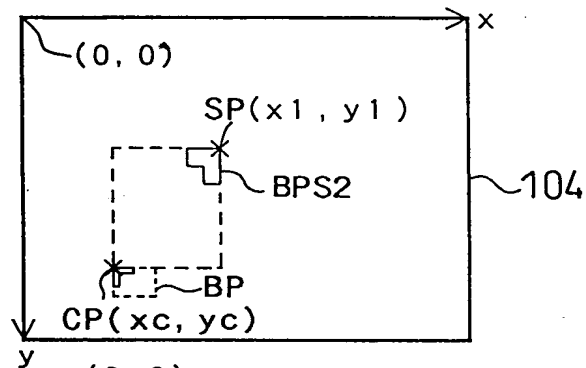 x
(0, 0)
SP(x1, y1)
BPS2
104
BP
CP(xc, yc)
y